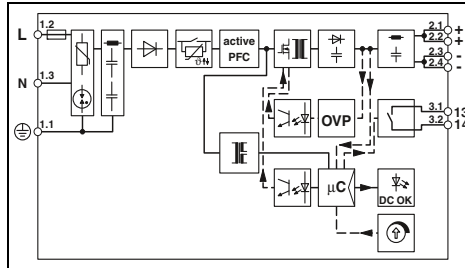 L 1.2
N 1.3
1.1
ϑ
active
PFC
OVP
μC
DC OK
2.1 +
2.2 +
2.3 -
2.4 -
3.1 13
3.2 14